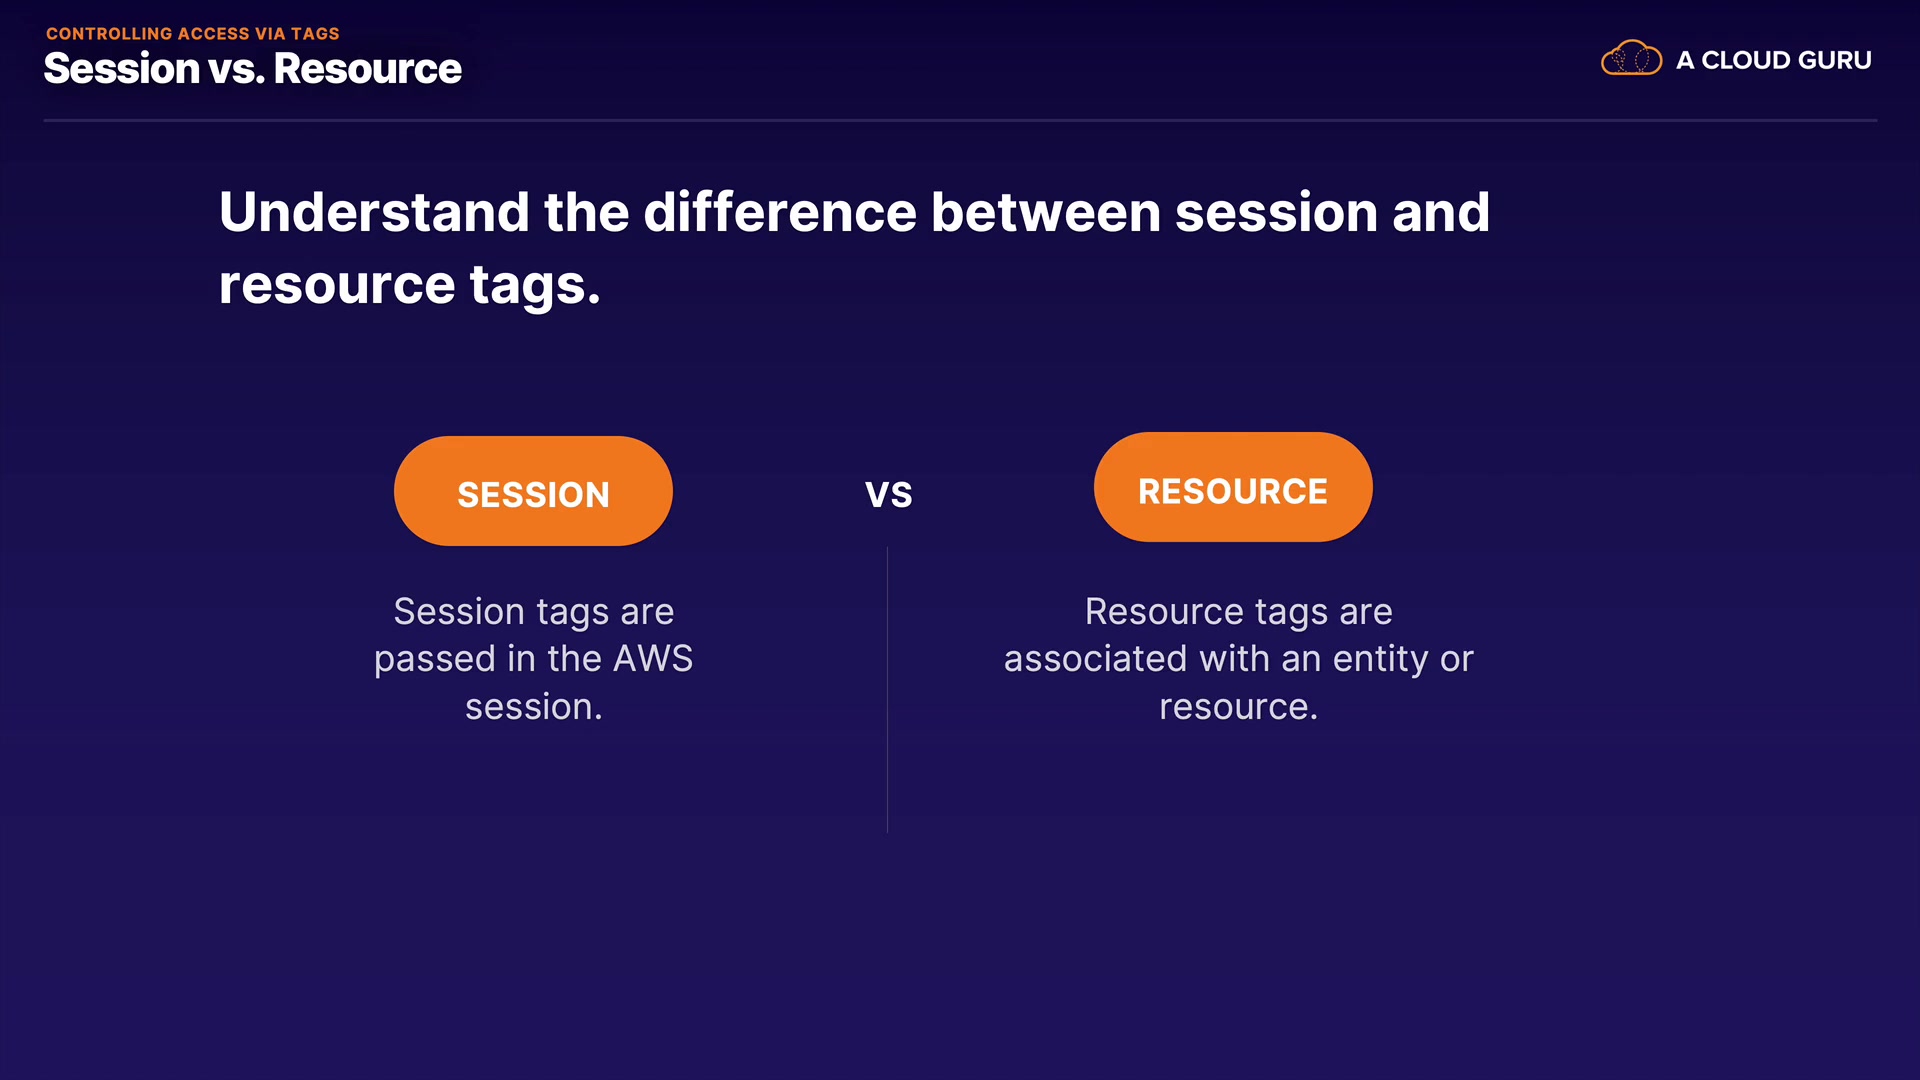 CONTROLLING ACCESS VIA TAGS
Session vs. Resource
A CLOUD GURU
Understand the difference between session and
resource tags.
SESSION
VS
RESOURCE
Session tags are
passed in the AWS
session.
Resource tags are
associated with an entity or
resource.